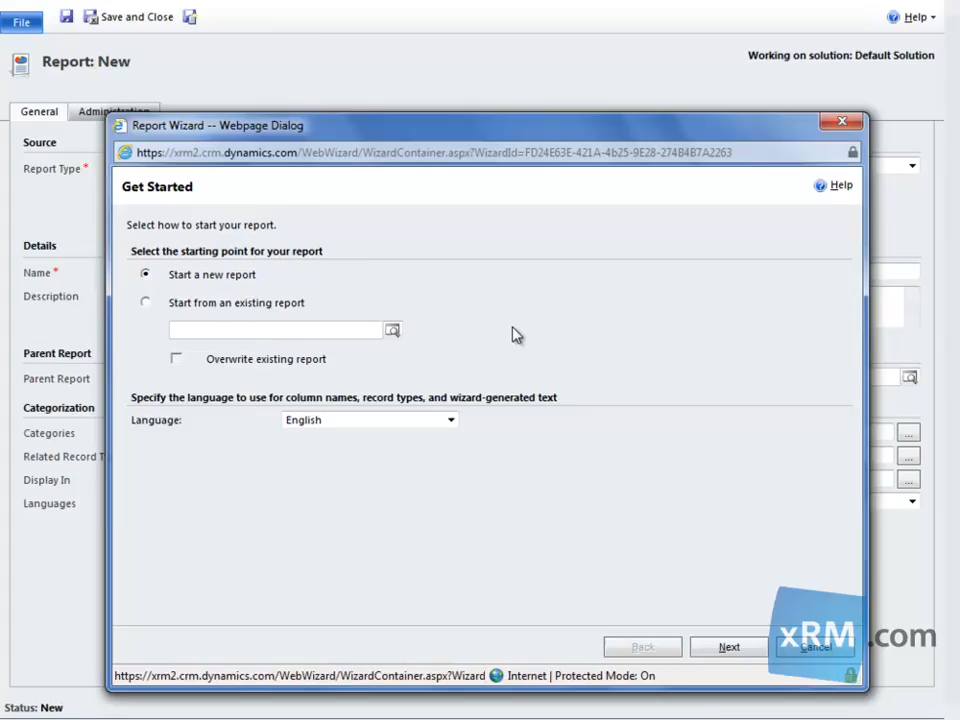 File
Save and Close
Help
Report: New
Working on solution: Default Solution
General
Report Wizard -- Webpage Dialog
https://xrm2.crm.dynamics.com/WebWizard/WizardContainer.aspx?WizardId=FD24E63E-421A-4b25-9E28-274B4B7A2263
Source
Report Type *
Get Started
Help
Select how to start your report.
Details
Select the starting point for your report
Name *
Start a new report
Description
Start from an existing report
Parent Report
Overwrite existing report
Parent Report
Categorization
Specify the language to use for column names, record types, and wizard-generated text
Categories
Language:
English
Related Record T
Display In
Languages
...
...
...
Back
Next
Cancel
xRM.com
https://xrm2.crm.dynamics.com/WebWizard/WizardContainer.aspx?Wizard
Internet | Protected Mode: On
Status: New